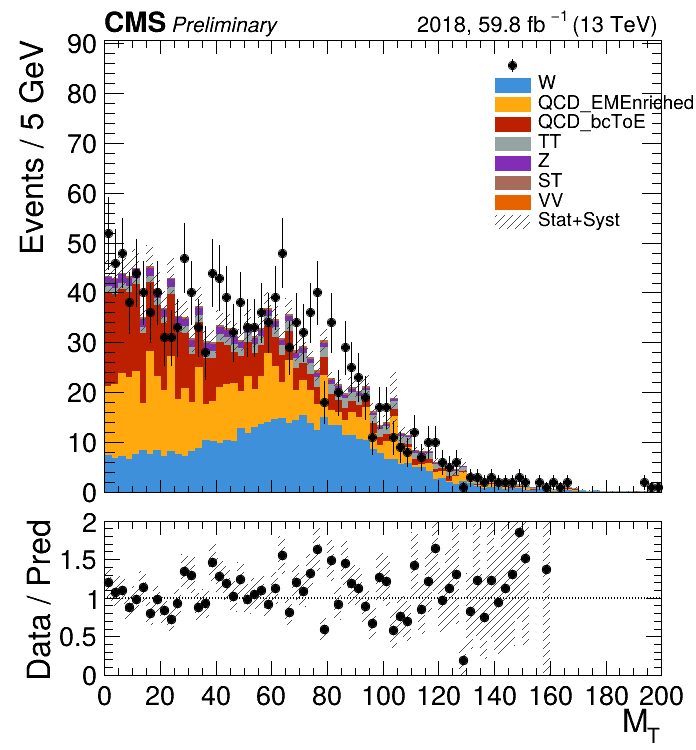 CMS Preliminary 2018, 59.8 fb⁻¹ (13 TeV)
Events / 5 GeV
90
80
70
60
50
40
30
20
10
0
W
QCD_EMEnriehed
QCD_bcToE
TT
Z
ST
VV
Stat+Syst
Data / Pred
2
1.5
1
0.5
0
0 20 40 60 80 100 120 140 160 180 200
M_T